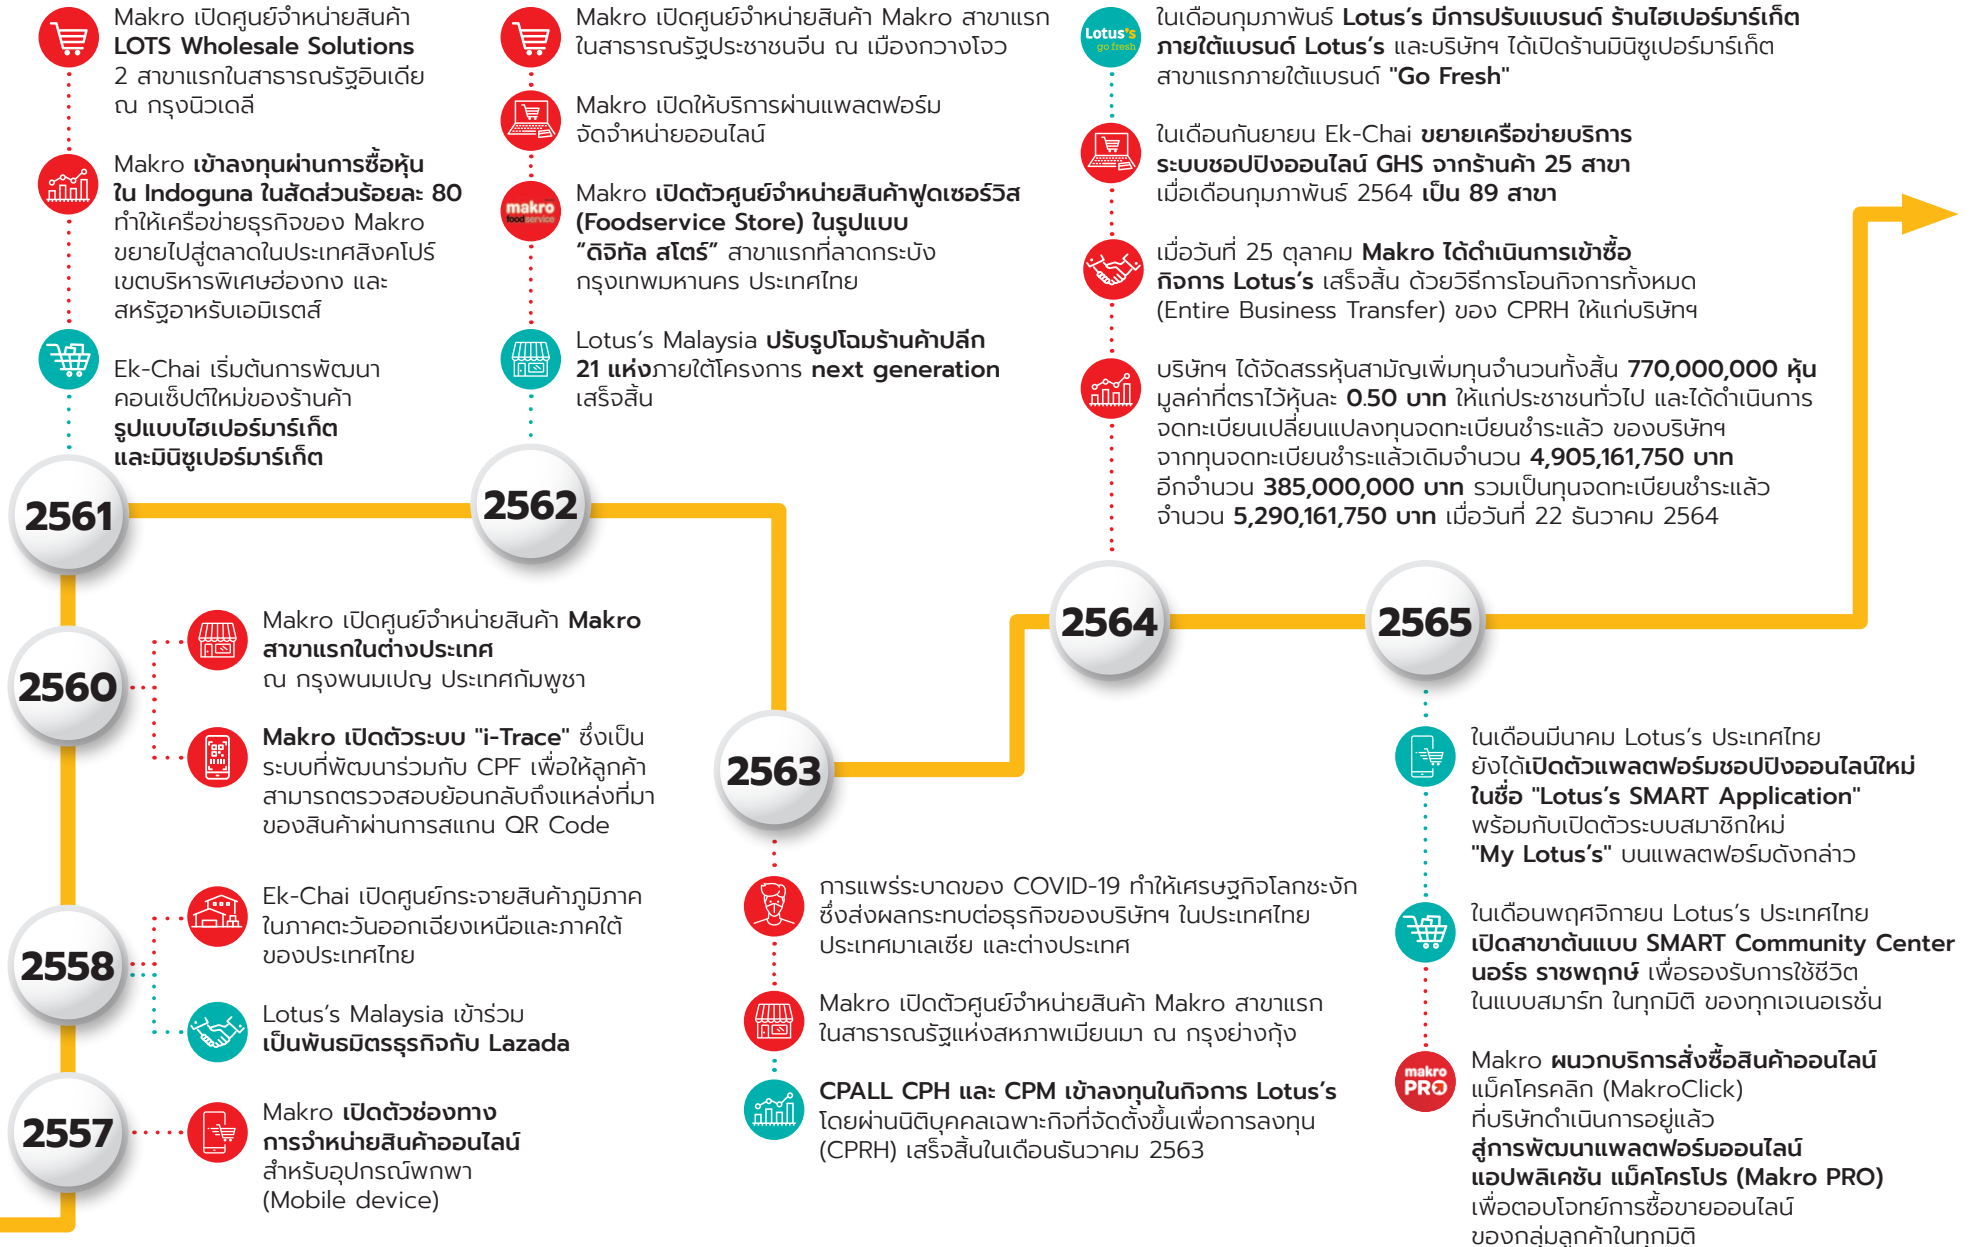 Makro เปิดศูนย์จำหน่ายสินค้า
LOTS Wholesale Solutions
2 สาขาแรกในสาธารณรัฐอินเดีย
ณ กรุงนิวเดลี
Makro เข้าลงทุนผ่านการซื้อหุ้น
ใน Indoguna ในสัดส่วนร้อยละ 80
ทำให้เครือข่ายธุรกิจของ Makro
ขยายไปสู่ตลาดในประเทศสิงคโปร์
เขตบริหารพิเศษฮ่องกง และ
สหรัฐอาหรับเอมิเรตส์
Ek-Chai เริ่มต้นการพัฒนา
คอนเซ็ปต์ใหม่ของร้านค้า
รูปแบบไฮเปอร์มาร์เก็ต
และมินิซูเปอร์มาร์เก็ต
2561
Makro เปิดศูนย์จำหน่ายสินค้า Makro สาขาแรก
ในสาธารณรัฐประชาชนจีน ณ เมืองกวางโจว
Makro เปิดให้บริการผ่านแพลตฟอร์ม
จัดจำหน่ายออนไลน์
makro
foodservice
Makro เปิดตัวศูนย์จำหน่ายสินค้าฟูดเซอร์วิส
(Foodservice Store) ในรูปแบบ
“ดิจิทัล สโตร์” สาขาแรกที่ลาดกระบัง
กรุงเทพมหานคร ประเทศไทย
Lotus’s Malaysia ปรับรูปโฉมร้านค้าปลีก
21 แห่งภายใต้โครงการ next generation
เสร็จสิ้น
2562
Lotus’s
go fresh
ในเดือนกุมภาพันธ์ Lotus’s มีการปรับแบรนด์ ร้านไฮเปอร์มาร์เก็ต
ภายใต้แบรนด์ Lotus’s และบริษัทฯ ได้เปิดร้านมินิซูเปอร์มาร์เก็ต
สาขาแรกภายใต้แบรนด์ "Go Fresh"
ในเดือนกันยายน Ek-Chai ขยายเครือข่ายบริการ
ระบบชอปปิงออนไลน์ GHS จากร้านค้า 25 สาขา
เมื่อเดือนกุมภาพันธ์ 2564 เป็น 89 สาขา
เมื่อวันที่ 25 ตุลาคม Makro ได้ดำเนินการเข้าซื้อ
กิจการ Lotus’s เสร็จสิ้น ด้วยวิธีการโอนกิจการทั้งหมด
(Entire Business Transfer) ของ CPRH ให้แก่บริษัทฯ
บริษัทฯ ได้จัดสรรหุ้นสามัญเพิ่มทุนจำนวนทั้งสิ้น 770,000,000 หุ้น
มูลค่าที่ตราไว้หุ้นละ 0.50 บาท ให้แก่ประชาชนทั่วไป และได้ดำเนินการ
จดทะเบียนเปลี่ยนแปลงทุนจดทะเบียนชำระแล้ว ของบริษัทฯ
จากทุนจดทะเบียนชำระแล้วเดิมจำนวน 4,905,161,750 บาท
อีกจำนวน 385,000,000 บาท รวมเป็นทุนจดทะเบียนชำระแล้ว
จำนวน 5,290,161,750 บาท เมื่อวันที่ 22 ธันวาคม 2564
2564
2565
2560
Makro เปิดศูนย์จำหน่ายสินค้า Makro
สาขาแรกในต่างประเทศ
ณ กรุงพนมเปญ ประเทศกัมพูชา
Makro เปิดตัวระบบ "i-Trace" ซึ่งเป็น
ระบบที่พัฒนาร่วมกับ CPF เพื่อให้ลูกค้า
สามารถตรวจสอบย้อนกลับถึงแหล่งที่มา
ของสินค้าผ่านการสแกน QR Code
2558
Ek-Chai เปิดศูนย์กระจายสินค้าภูมิภาค
ในภาคตะวันออกเฉียงเหนือและภาคใต้
ของประเทศไทย
Lotus’s Malaysia เข้าร่วม
เป็นพันธมิตรธุรกิจกับ Lazada
2557
Makro เปิดตัวช่องทาง
การจำหน่ายสินค้าออนไลน์
สำหรับอุปกรณ์พกพา
(Mobile device)
2563
การแพร่ระบาดของ COVID-19 ทำให้เศรษฐกิจโลกชะงัก
ซึ่งส่งผลกระทบต่อธุรกิจของบริษัทฯ ในประเทศไทย
ประเทศมาเลเซีย และต่างประเทศ
Makro เปิดตัวศูนย์จำหน่ายสินค้า Makro สาขาแรก
ในสาธารณรัฐแห่งสหภาพเมียนมา ณ กรุงย่างกุ้ง
CPALL CPH และ CPM เข้าลงทุนในกิจการ Lotus’s
โดยผ่านนิติบุคคลเฉพาะกิจที่จัดตั้งขึ้นเพื่อการลงทุน
(CPRH) เสร็จสิ้นในเดือนธันวาคม 2563
ในเดือนมีนาคม Lotus’s ประเทศไทย
ยังได้เปิดตัวแพลตฟอร์มชอปปิงออนไลน์ใหม่
ในชื่อ "Lotus’s SMART Application"
พร้อมกับเปิดตัวระบบสมาชิกใหม่
"My Lotus’s" บนแพลตฟอร์มดังกล่าว
ในเดือนพฤศจิกายน Lotus’s ประเทศไทย
เปิดสาขาต้นแบบ SMART Community Center
นอร์ธ ราชพฤกษ์ เพื่อรองรับการใช้ชีวิต
ในแบบสมาร์ท ในทุกมิติ ของทุกเจเนอเรชั่น
makro
PRO
Makro ผนวกบริการสั่งซื้อสินค้าออนไลน์
แม็คโครคลิก (MakroClick)
ที่บริษัทดำเนินการอยู่แล้ว
สู่การพัฒนาแพลตฟอร์มออนไลน์
แอปพลิเคชัน แม็คโครโปร (Makro PRO)
เพื่อตอบโจทย์การซื้อขายออนไลน์
ของกลุ่มลูกค้าในทุกมิติ